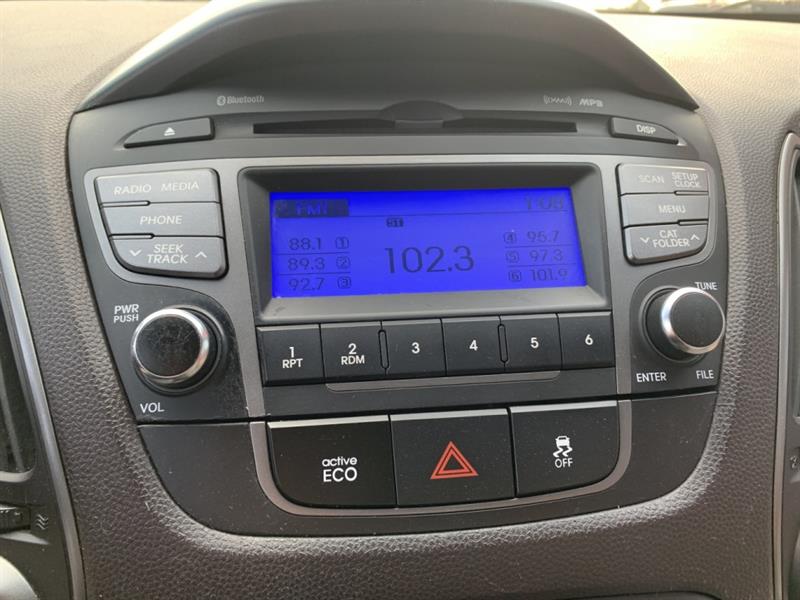 Bluetooth MP3
DISP
RADIO MEDIA
PHONE
SEEK
TRACK
PWR
PUSH
VOL
FM1 1:08
ST
88.1 1
89.3 2
92.7 3
102.3
4 95.7
5 97.3
6 101.9
SCAN SETUP
CLOCK
MENU
CAT
FOLDER
TUNE
ENTER FILE
1 RPT
2 RDM
3
4
5
6
active
ECO
OFF